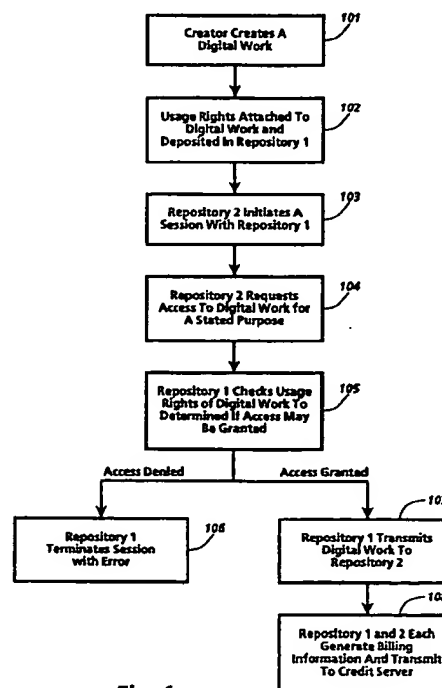 101
Creator Creates A
Digital Work
102
Usage Rights Attached To
Digital Work and
Deposited In Repository 1
103
Repository 2 Initiates A
Session With Repository 1
104
Repository 2 Requests
Access To Digital Work for
A Stated Purpose
105
Repository 1 Checks Usage
Rights of Digital Work To
Determined If Access May
Be Granted
Access Denied
Access Granted
106
Repository 1
Terminates Session
with Error
Repository 1 Transmits
Digital Work To
Repository 2
Repository 1 and 2 Each
Generate Billing
Information And Transmit
To Credit Server